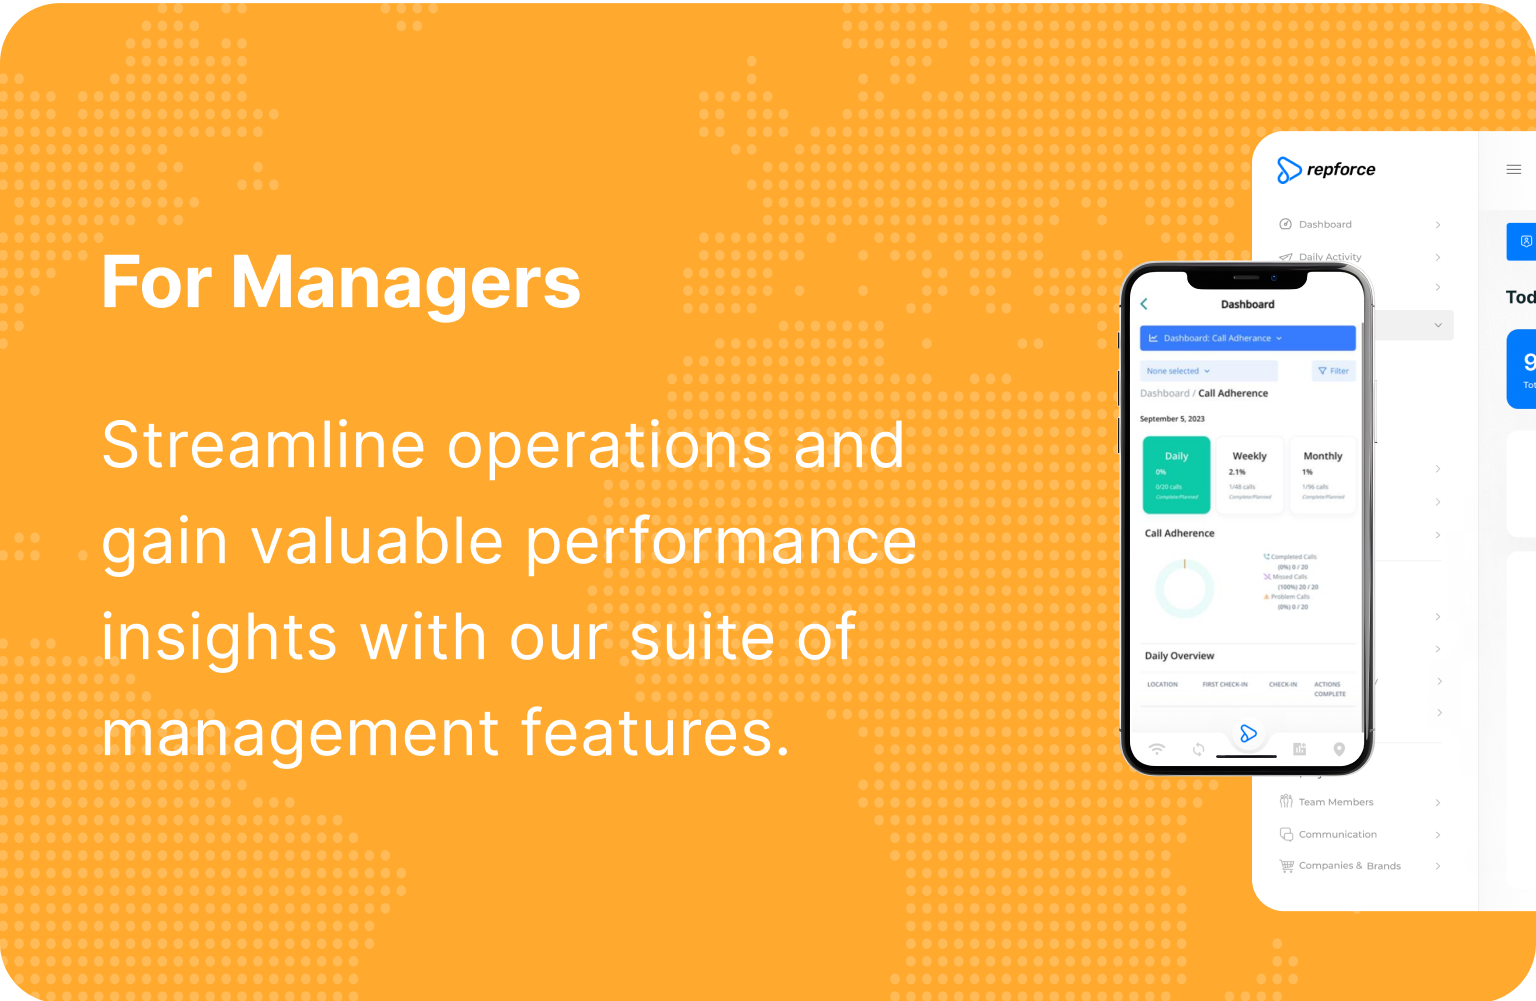 For Managers
Streamline operations and
gain valuable performance
insights with our suite of
management features.
repforce
Dashboard
Daily Activity
Team Members
Communication
Companies & Brands
Tod
9
Tot
Dashboard
Dashboard: Call Adherance
None selected
Filter
Dashboard / Call Adherence
September 5, 2023
Daily
0%
0/20 calls
Complete/Planned
Weekly
2.1%
1/48 calls
Complete/Planned
Monthly
1%
1/96 calls
Complete/Planned
Call Adherence
Completed Calls
(0%) 0 / 20
Missed Calls
(100%) 20 / 20
Problem Calls
(0%) 0 / 20
Daily Overview
LOCATION FIRST CHECK-IN CHECK-IN ACTIONS
COMPLETE